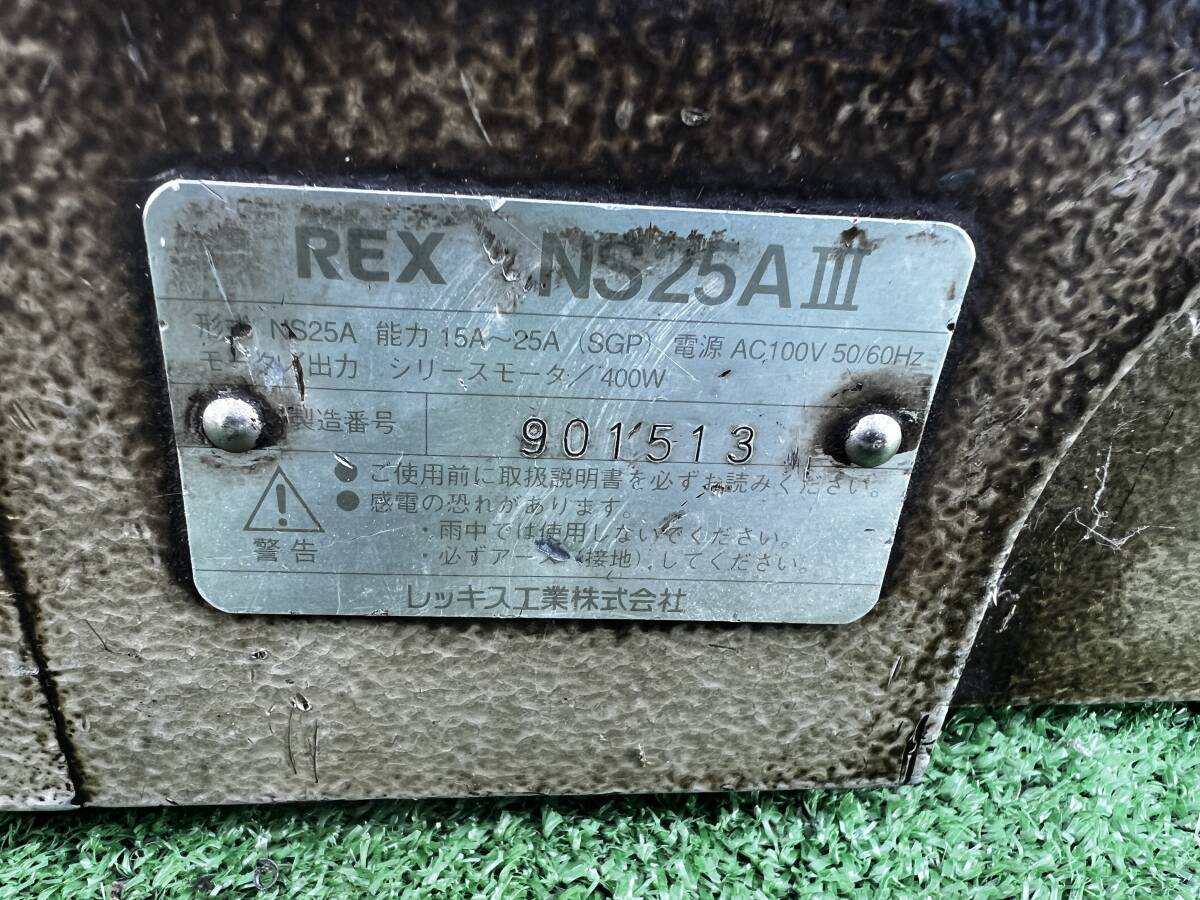 REX NS25AⅢ
形式 NS25A 能力 15A～25A (SGP) 電源 AC100V 50/60Hz
モータ／出力 シリースモータ／400W
製造番号 901513
●ご使用前に取扱説明書を必ずお読みください。
●感電の恐れがあります。
・雨中では使用しないでください。
・必ずアース(接地)してください。
警告
レッキス工業株式会社